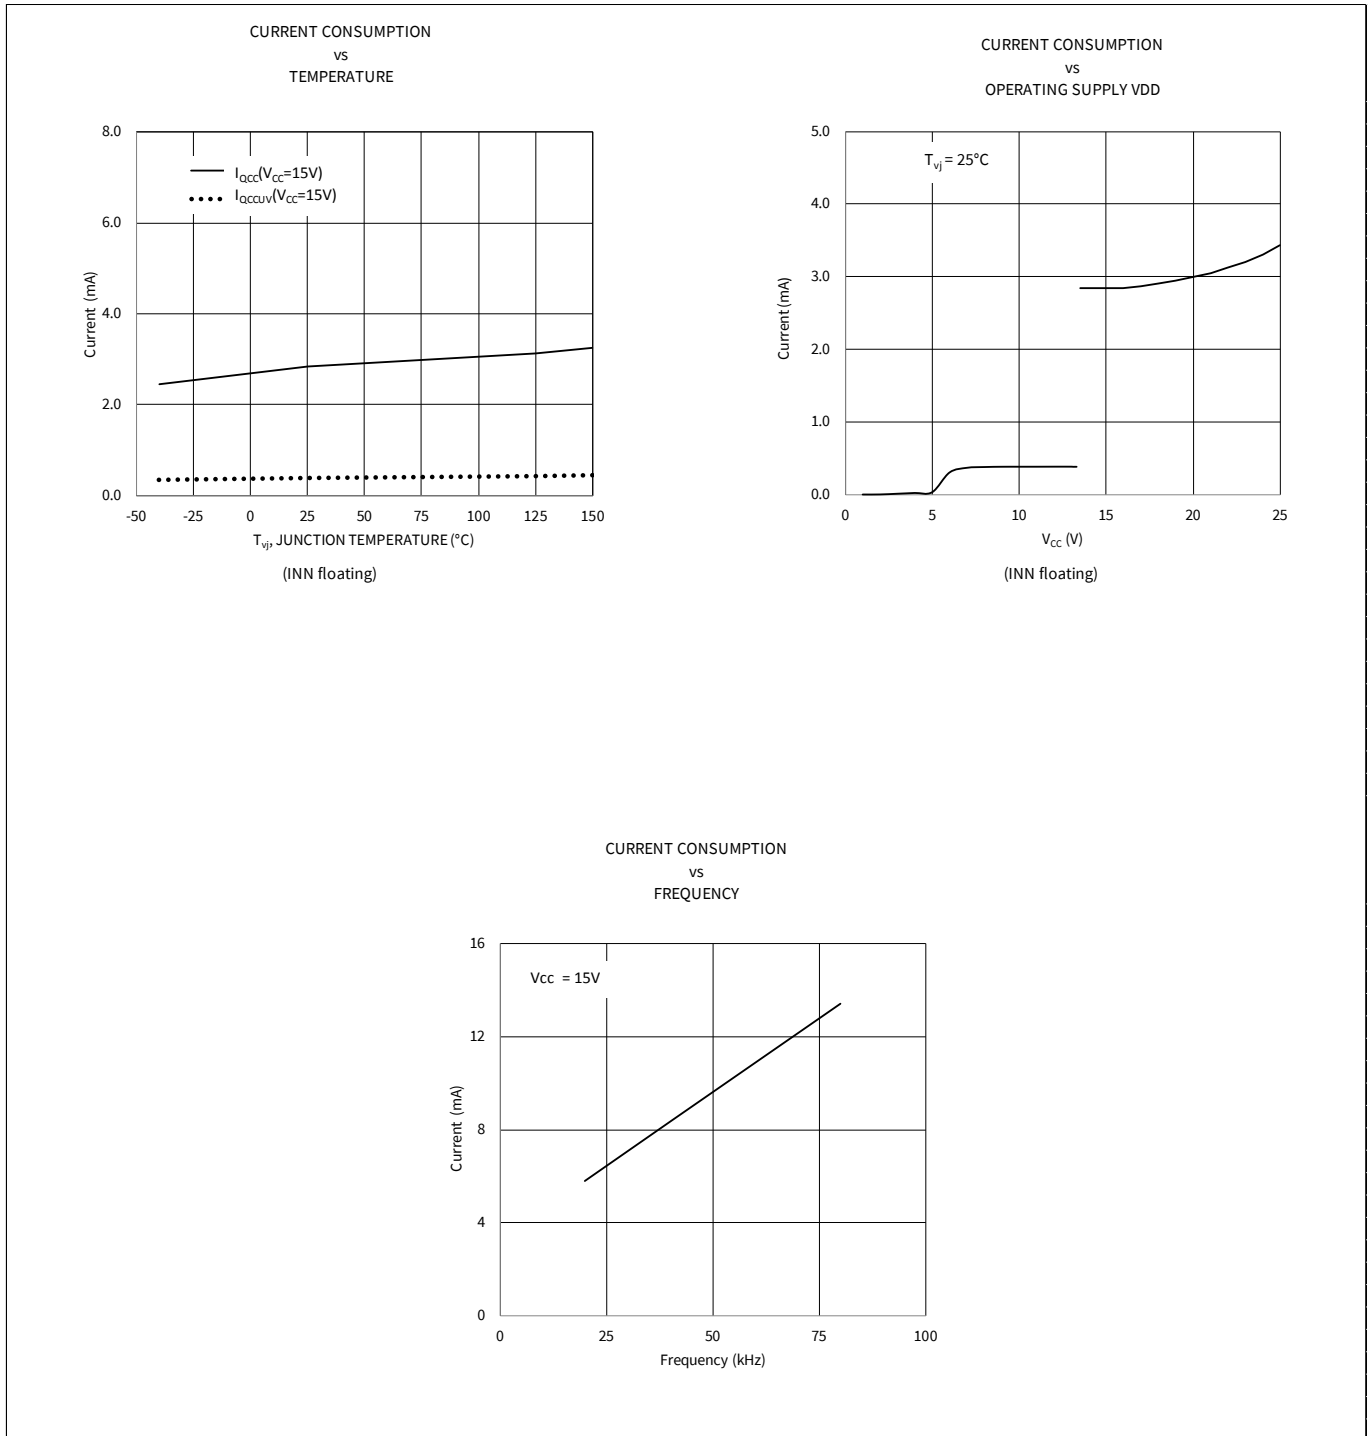 CURRENT CONSUMPTION
vs
TEMPERATURE
8.0
6.0
4.0
2.0
0.0
Current (mA)
I_QCC(V_CC=15V)
I_QCCUV(V_CC=15V)
-50 -25 0 25 50 75 100 125 150
T_vj, JUNCTION TEMPERATURE (°C)
(INN floating)
CURRENT CONSUMPTION
vs
OPERATING SUPPLY VDD
5.0
4.0
3.0
2.0
1.0
0.0
Current (mA)
T_vj = 25°C
0 5 10 15 20 25
V_CC (V)
(INN floating)
CURRENT CONSUMPTION
vs
FREQUENCY
16
12
8
4
0
Current (mA)
Vcc = 15V
0 25 50 75 100
Frequency (kHz)